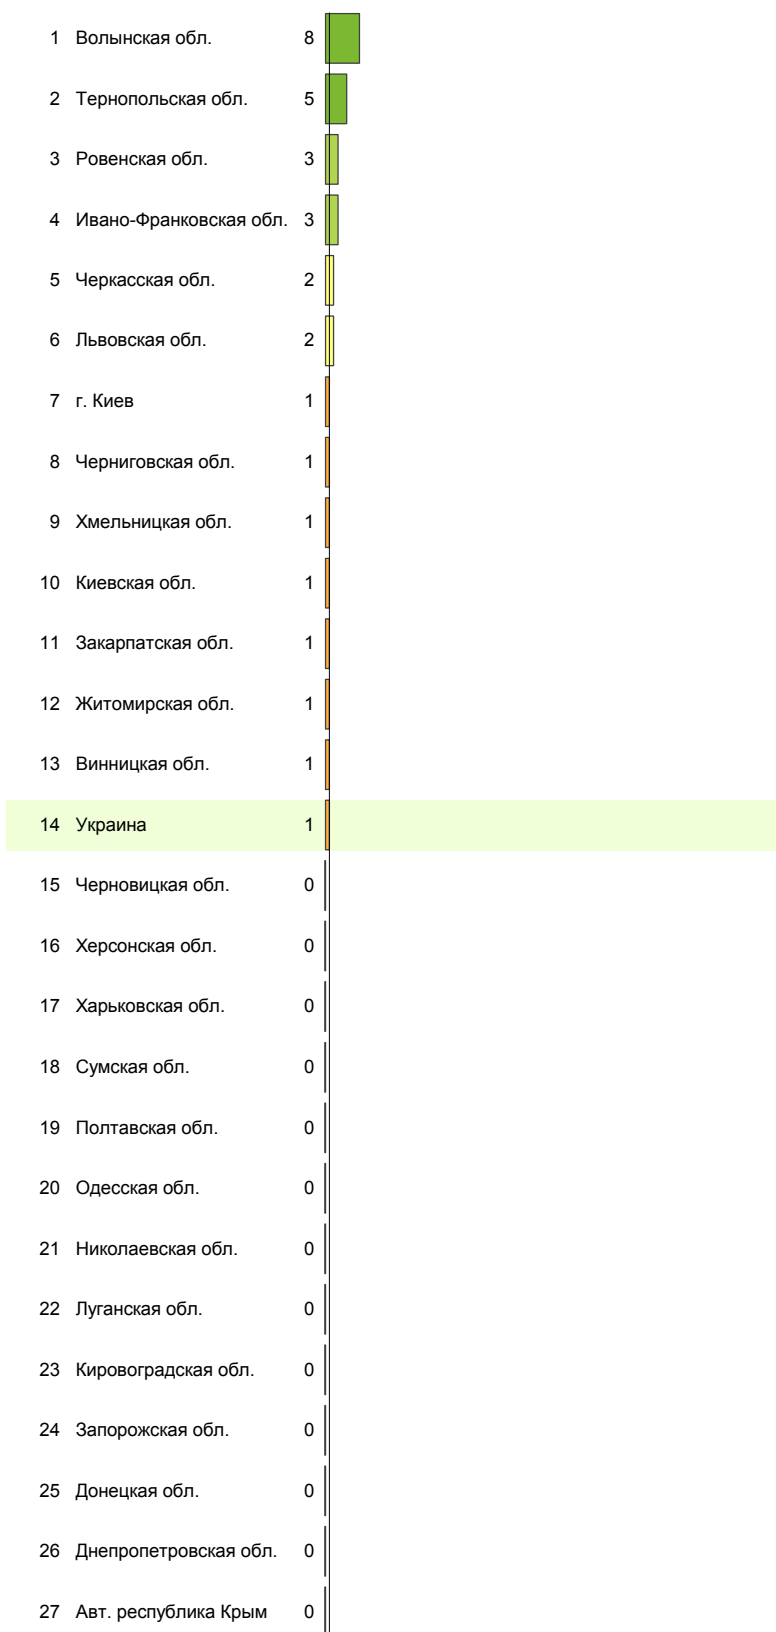 1 Волынская обл. 8
2 Тернопольская обл. 5
3 Ровенская обл. 3
4 Ивано-Франковская обл. 3
5 Черкасская обл. 2
6 Львовская обл. 2
7 г. Киев 1
8 Черниговская обл. 1
9 Хмельницкая обл. 1
10 Киевская обл. 1
11 Закарпатская обл. 1
12 Житомирская обл. 1
13 Винницкая обл. 1
14 Украина 1
15 Черновицкая обл. 0
16 Херсонская обл. 0
17 Харьковская обл. 0
18 Сумская обл. 0
19 Полтавская обл. 0
20 Одесская обл. 0
21 Николаевская обл. 0
22 Луганская обл. 0
23 Кировоградская обл. 0
24 Запорожская обл. 0
25 Донецкая обл. 0
26 Днепропетровская обл. 0
27 Авт. республика Крым 0